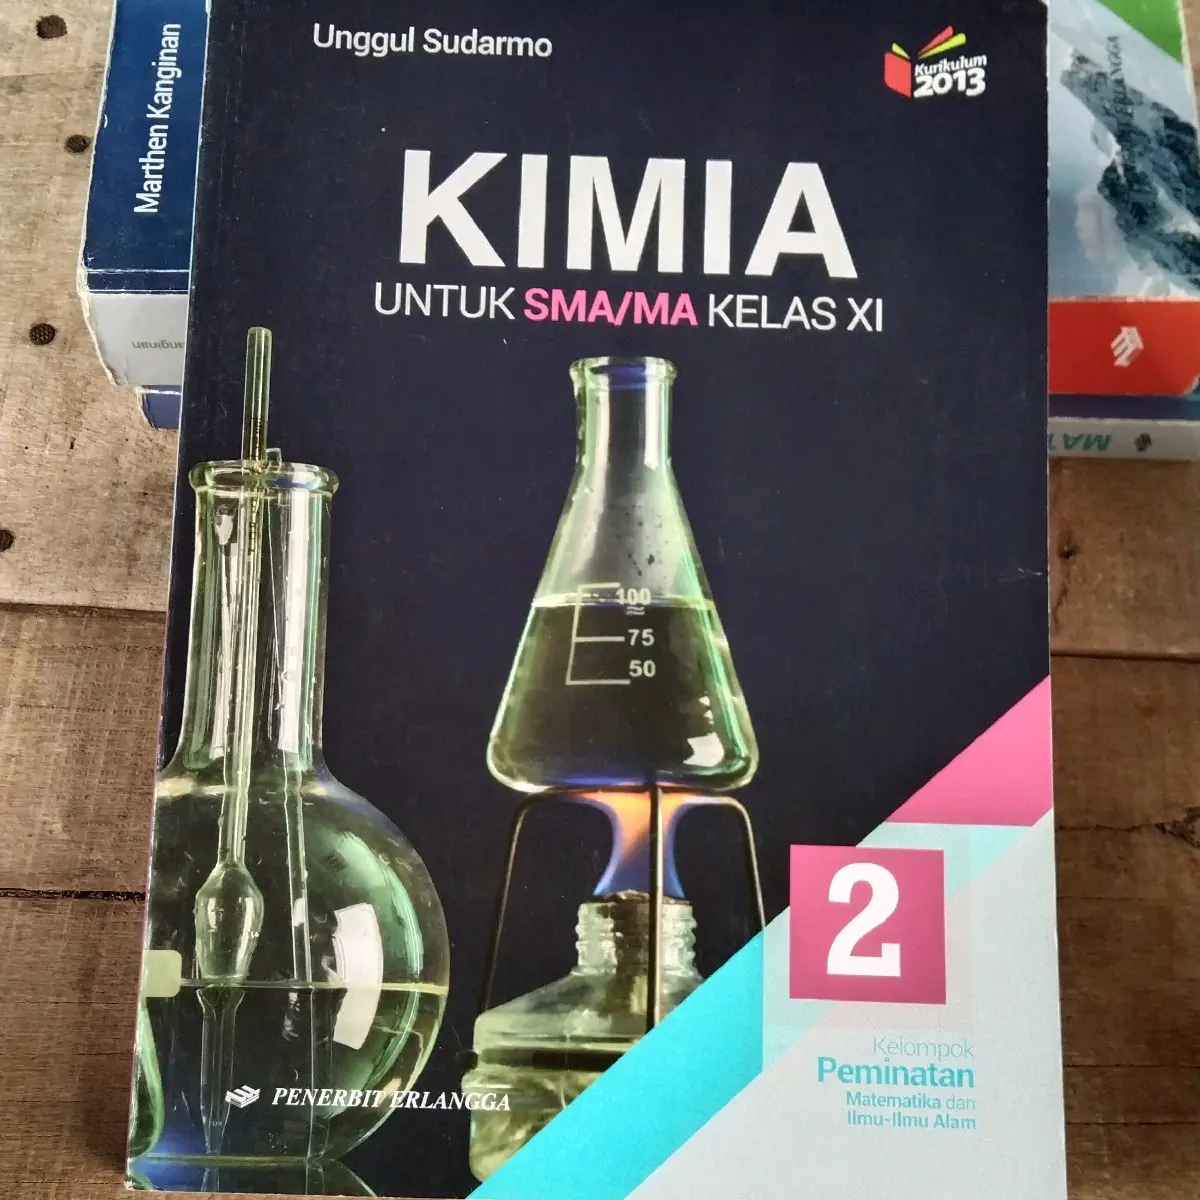 Marthen Kanginan
Unggul Sudarmo
Kurikulum
2013
KIMIA
UNTUK SMA/MA KELAS XI
100
75
50
2
Kelompok
Peminatan
Matematika dan
Ilmu-Ilmu Alam
PENERBIT ERLANGGA
ERLANGGA